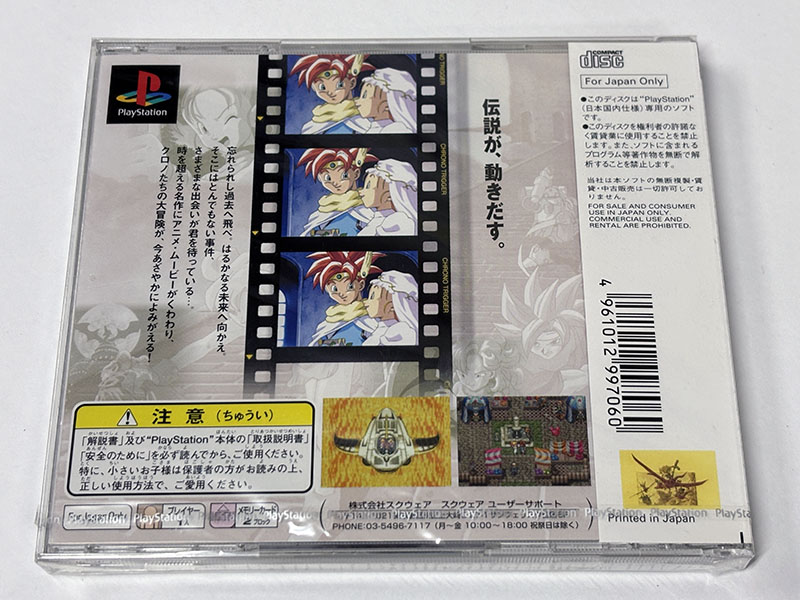 PlayStation
CHRONO TRIGGER
CHRONO TRIGGER
伝説が、動きだす。
忘れられし過去へ飛べ。はるかなる未来へ向かえ。
そこにはとんでもない事件、
さまざまな出会いが君を待っている…。
時を超える名作にアニメ・ムービーがくわわり、
クロノたちの大冒険が、今あざやかによみがえる!
COMPACT
disc
For Japan Only
●このディスクは“PlayStation”
(日本国内仕様)専用のソフト
です。
●このディスクを権利者の許諾な
く賃貸業に使用することを禁止
します。また、ソフトに含まれる
プログラム等著作物を無断で解
析することを禁止します。
当社は本ソフトの無断複製・賃
貸・中古販売は一切許可してお
りません。
FOR SALE AND CONSUMER
USE IN JAPAN ONLY.
COMMERCIAL USE AND
RENTAL ARE PROHIBITED.
4961012997060
注意(ちゅうい)
「解説書」及び“PlayStation”本体の「取扱説明書」
「安全のために」を必ず読んでから、ご使用ください。
特に、小さいお子様は保護者の方がお読みの上、
正しい使用方法で、ご愛用ください。
For Japan Only
プレイヤー
1人
メモリーカード
ブロック
株式会社スクウェア スクウェア ユーザーサポート
PHONE:03-5496-7117(月〜金 10:00〜18:00 祝祭日は除く)
PlayStation
PlayStation
PlayStation
PlayStation
PlayStation
Printed in Japan